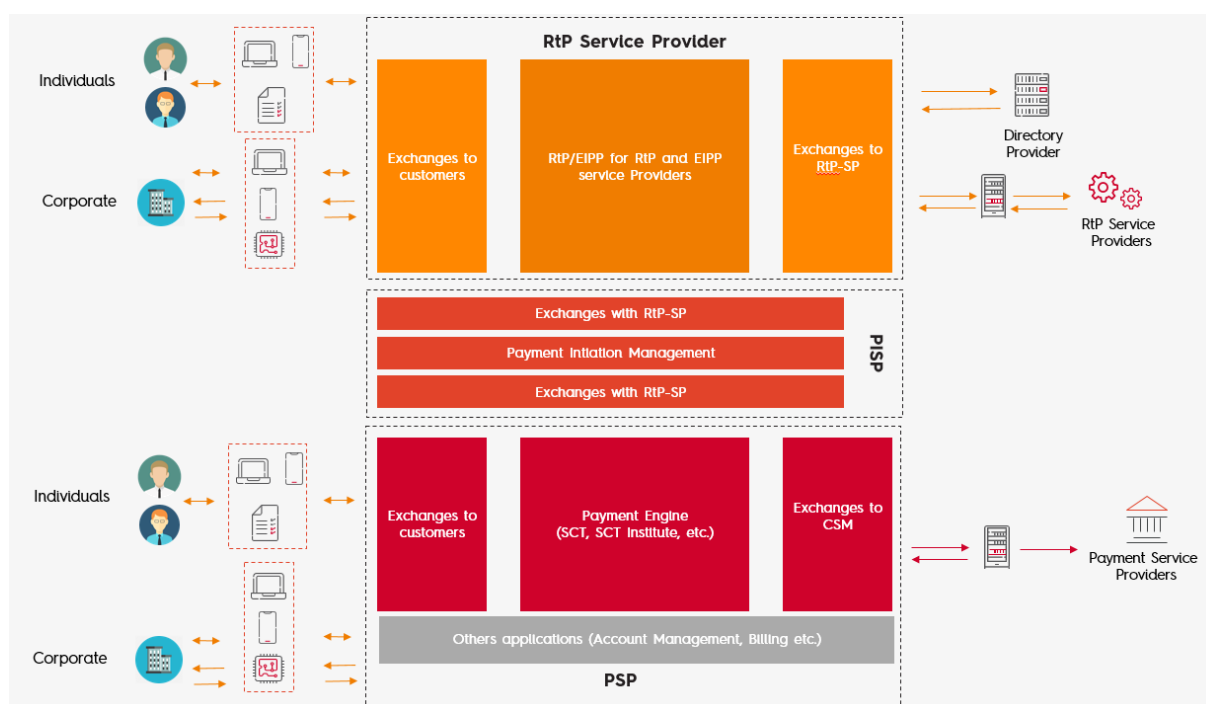 RtP Service Provider
Individuals
Exchanges to
customers
RtP/EIPP for RtP and EIPP
service Providers
Exchanges to
RtP-SP
Directory
Provider
Corporate
RtP Service
Providers
Exchanges with RtP-SP
Payment Intiation Management
Exchanges with RtP-SP
PISP
Individuals
Exchanges to
customers
Payment Engine
(SCT, SCT Institute, etc.)
Exchanges to
CSM
Payment Service
Providers
Corporate
Others applications (Account Management, Billing etc.)
PSP